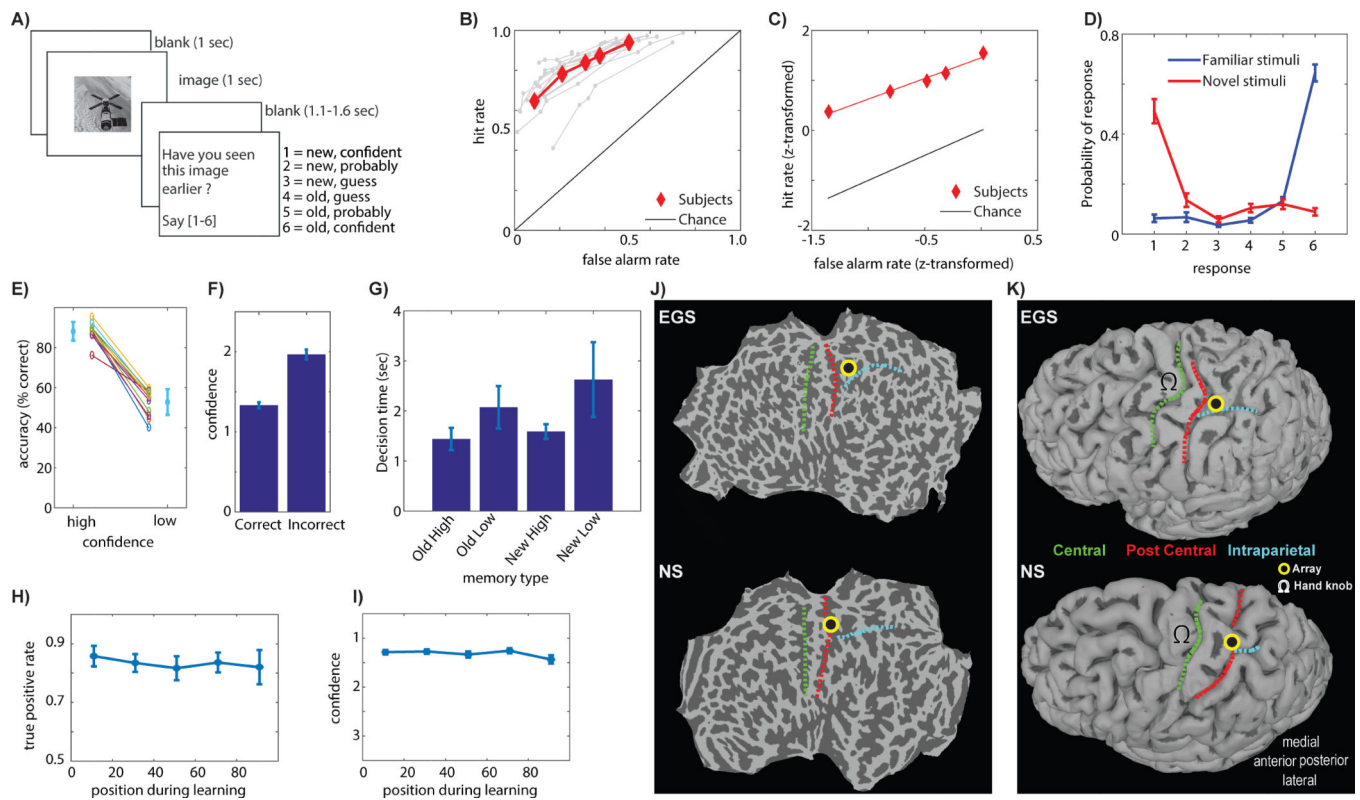 A)
blank (1 sec)
image (1 sec)
blank (1.1-1.6 sec)
Have you seen
this image
earlier ?
Say [1-6]
1 = new, confident
2 = new, probably
3 = new, guess
4 = old, guess
5 = old, probably
6 = old, confident
B)
hit rate
1.0
0.5
0
0
0.5
1.0
Subjects
Chance
false alarm rate
C)
hit rate (z-transformed)
2
1
0
-1
-2
-1.5
-0.5
0
0.5
Subjects
Chance
false alarm rate (z-transformed)
D)
Probability of response
0.8
0.4
0
Familiar stimuli
Novel stimuli
1
2
3
4
5
6
response
E)
accuracy (% correct)
80
60
40
20
0
high
low
confidence
F)
confidence
2
1
0
Correct
Incorrect
G)
Decision time (sec)
4
3
2
1
0
Old High
Old Low
New High
New Low
memory type
H)
true positive rate
0.9
0.7
0.5
0
20
40
60
80
position during learning
I)
confidence
1
2
3
0
20
40
60
80
position during learning
J)
EGS
NS
K)
EGS
Ω
Central
Post Central
Intraparietal
Array
Ω Hand knob
NS
Ω
medial
anterior posterior
lateral